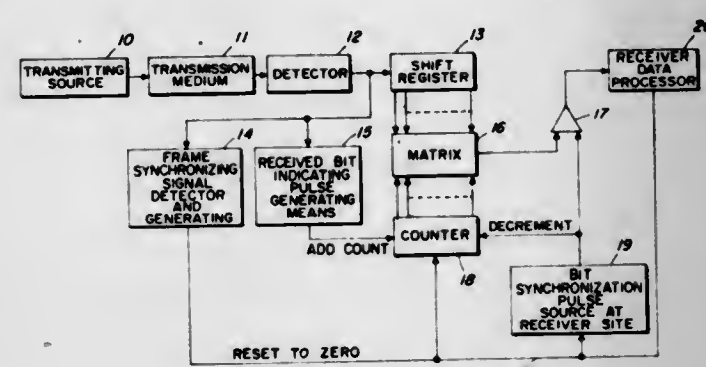 10
11
12
13
20
TRANSMITTING
SOURCE
TRANSMISSION
MEDIUM
DETECTOR
SHIFT
REGISTER
RECEIVER
DATA
PROCESSOR
14
15
16
17
FRAME
SYNCHRONIZING
SIGNAL
DETECTOR
AND
GENERATING
RECEIVED BIT
INDICATING
PULSE
GENERATING
MEANS
MATRIX
ADD COUNT
COUNTER
DECREMENT
18
19
BIT
SYNCHRONIZATION
PULSE
SOURCE AT
RECEIVER SITE
RESET TO ZERO